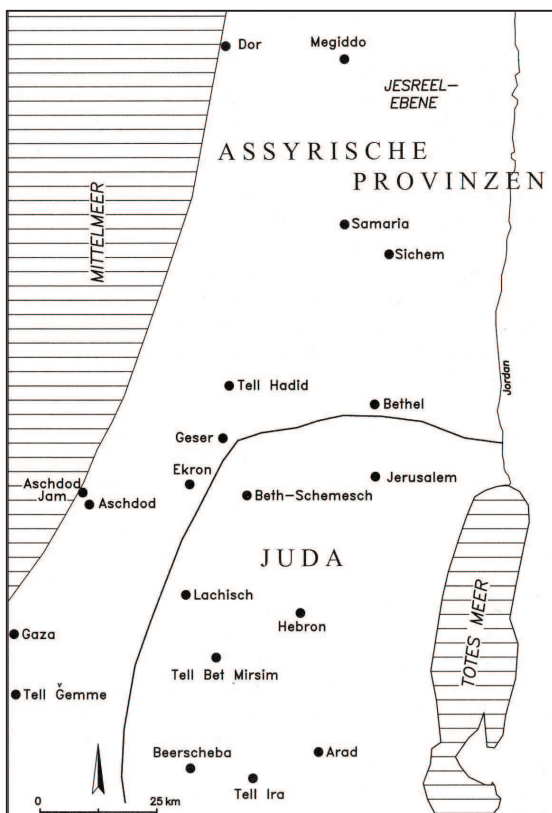 Dor
Megiddo
JESREEL-
EBENE
ASSYRISCHE
PROVINZEN
MITTELMEER
Samaria
Sichem
Jordan
Tell Hadid
Bethel
Geser
Ekron
Jerusalem
Aschdod
Jam
Aschdod
Beth-Schemesch
JUDA
Lachisch
Hebron
TOTES MEER
Gaza
Tell Bet Mirsim
Tell Ǧemme
Beerscheba
Arad
Tell Ira
0
25 km